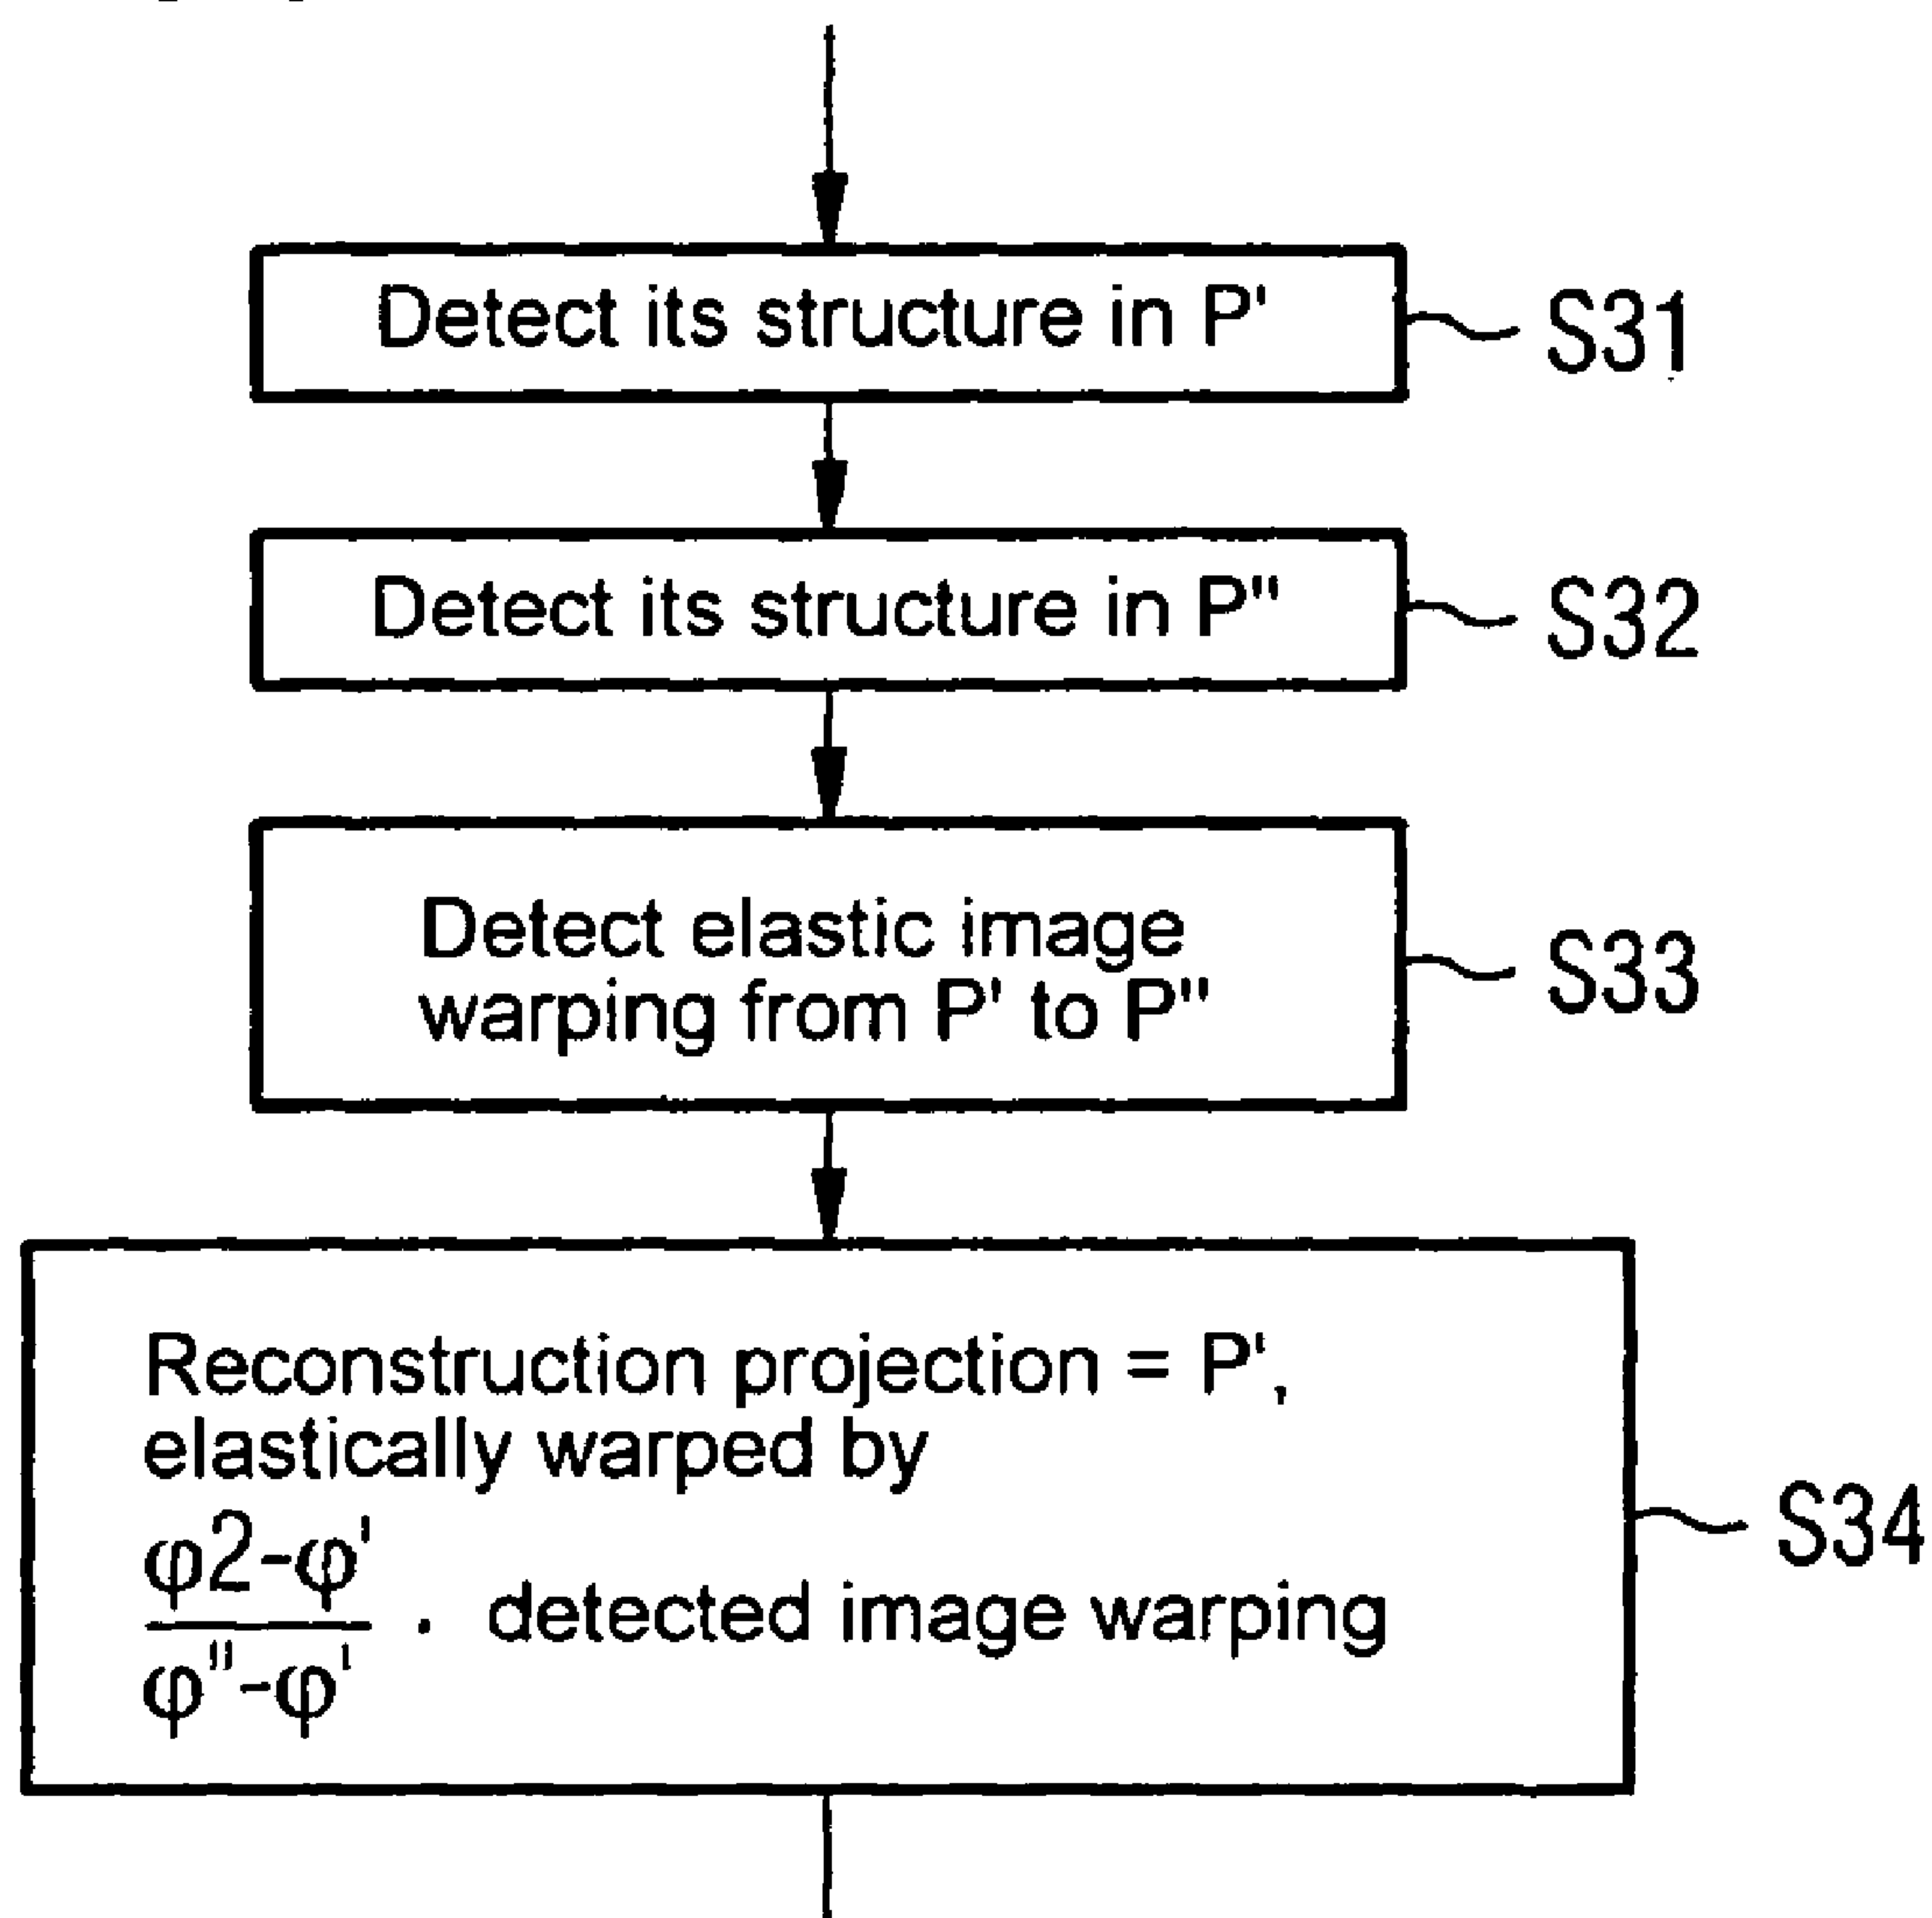 Detect its structure in P'
S31
Detect its structure in P"
S32
Detect elastic image
warping from P' to P"
S33
Reconstruction projection = P',
elastically warped by
φ2-φ'
φ"-φ'
· detected image warping
S34